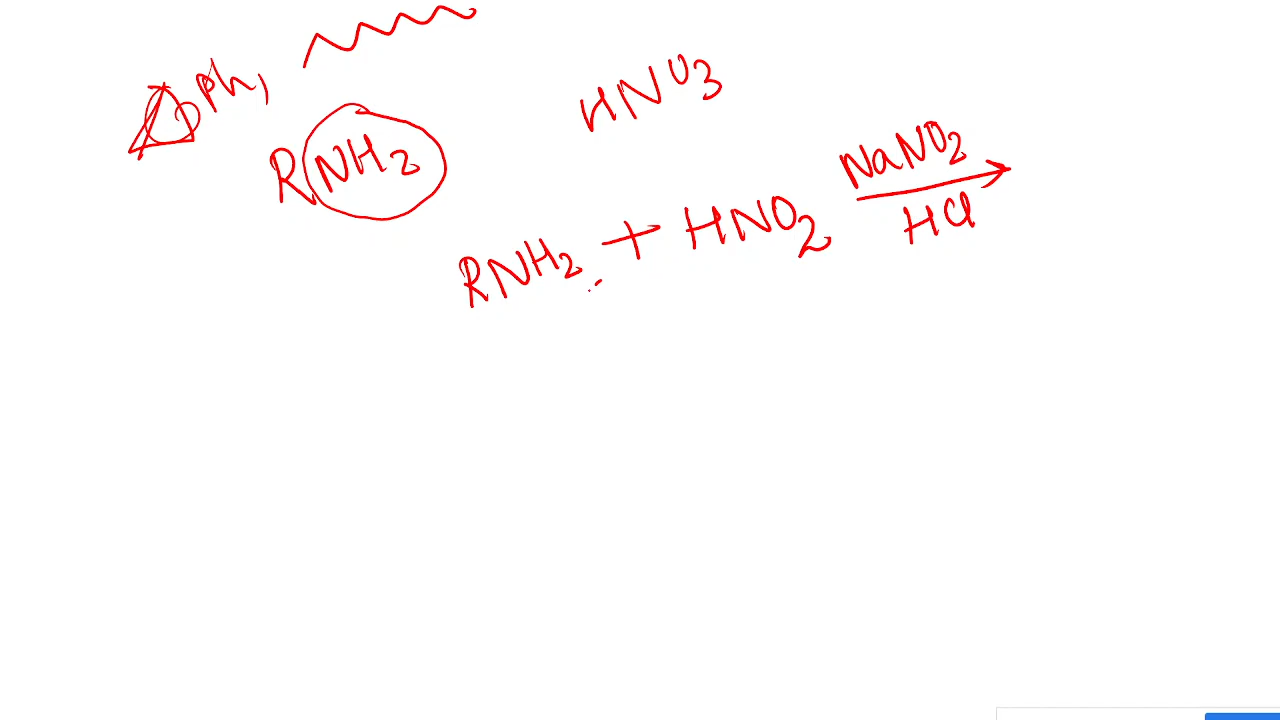 Ph,
HNO3
RNH2
NaNO2
RNH2 + HNO2
HCl